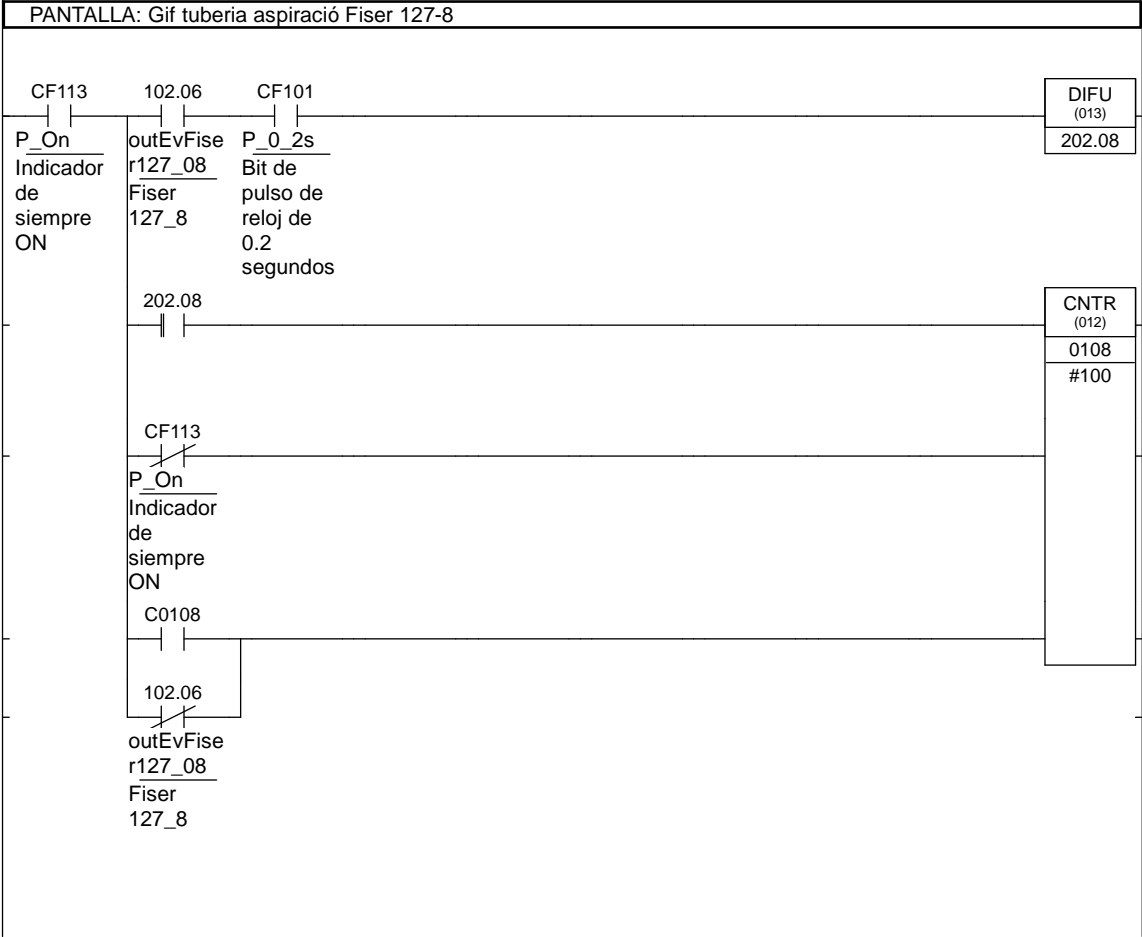 PANTALLA: Gif tuberia aspiració Fiser 127-8
CF113
102.06
CF101
DIFU
(013)
202.08
P_On
Indicador
de
siempre
ON
outEvFise
r127_08
Fiser
127_8
P_0_2s
Bit de
pulso de
reloj de
0.2
segundos
202.08
CNTR
(012)
0108
#100
CF113
P_On
Indicador
de
siempre
ON
C0108
102.06
outEvFise
r127_08
Fiser
127_8